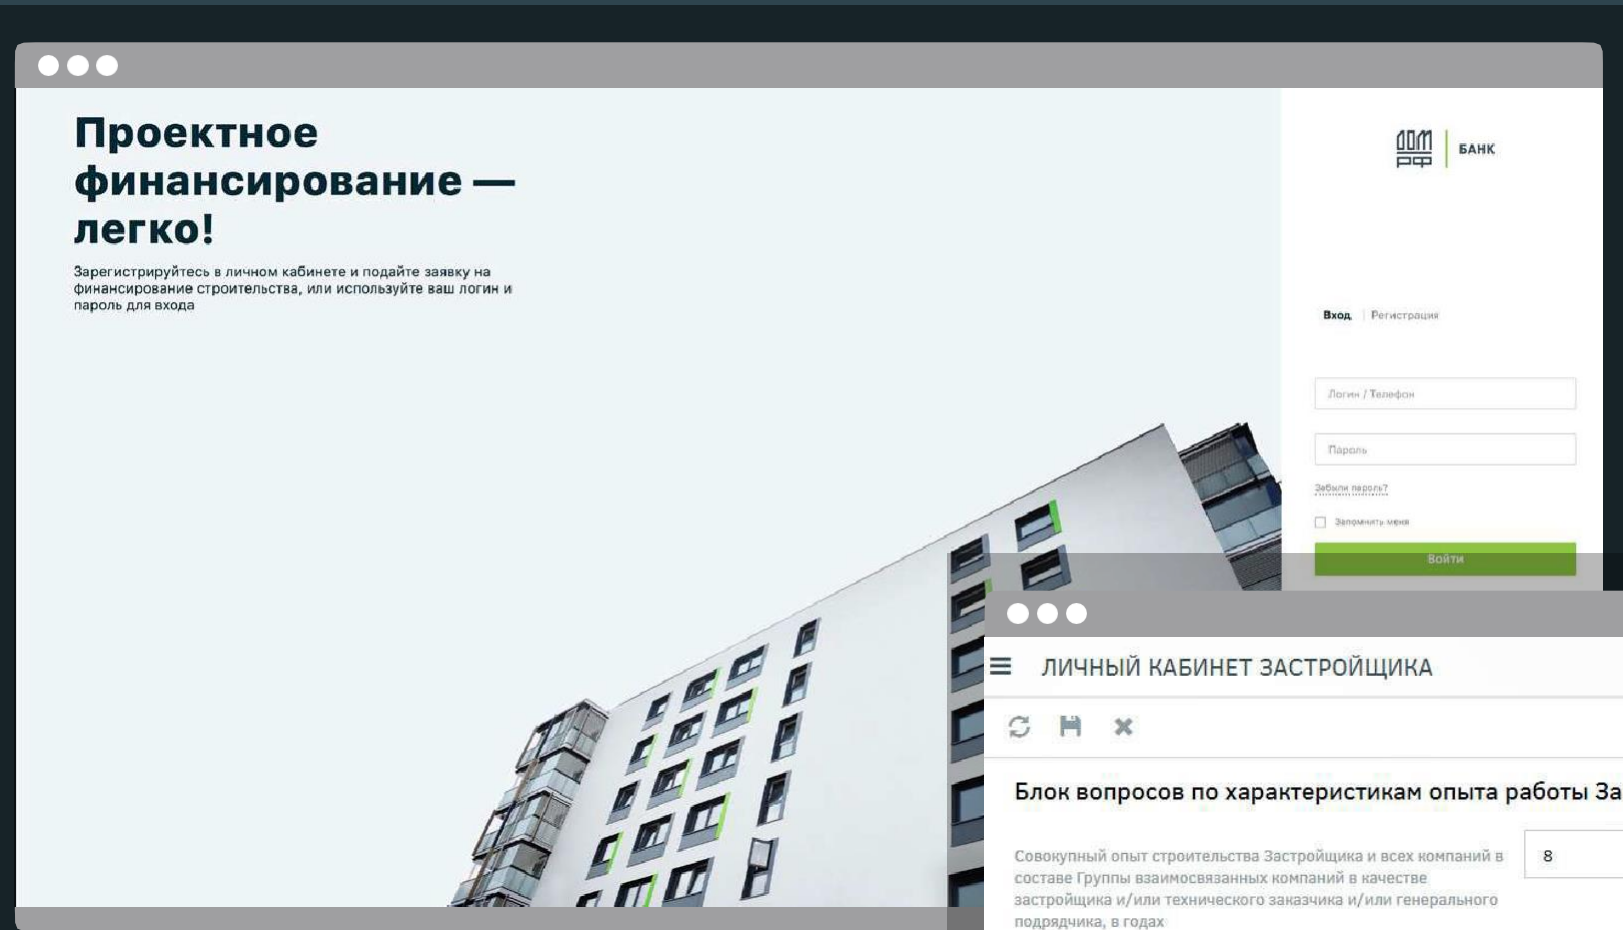 Проектное
финансирование —
легко!
Зарегистрируйтесь в личном кабинете и подайте заявку на
финансирование строительства, или используйте ваш логин и
пароль для входа
ДОМ
РФ
БАНК
Вход
Регистрация
Логин / Телефон
Пароль
Забыли пароль?
Запомнить меня
Войти
ЛИЧНЫЙ КАБИНЕТ ЗАСТРОЙЩИКА
Блок вопросов по характеристикам опыта работы За
Совокупный опыт строительства Застройщика и всех компаний в
составе Группы взаимосвязанных компаний в качестве
застройщика и/или технического заказчика и/или генерального
подрядчика, в годах
8